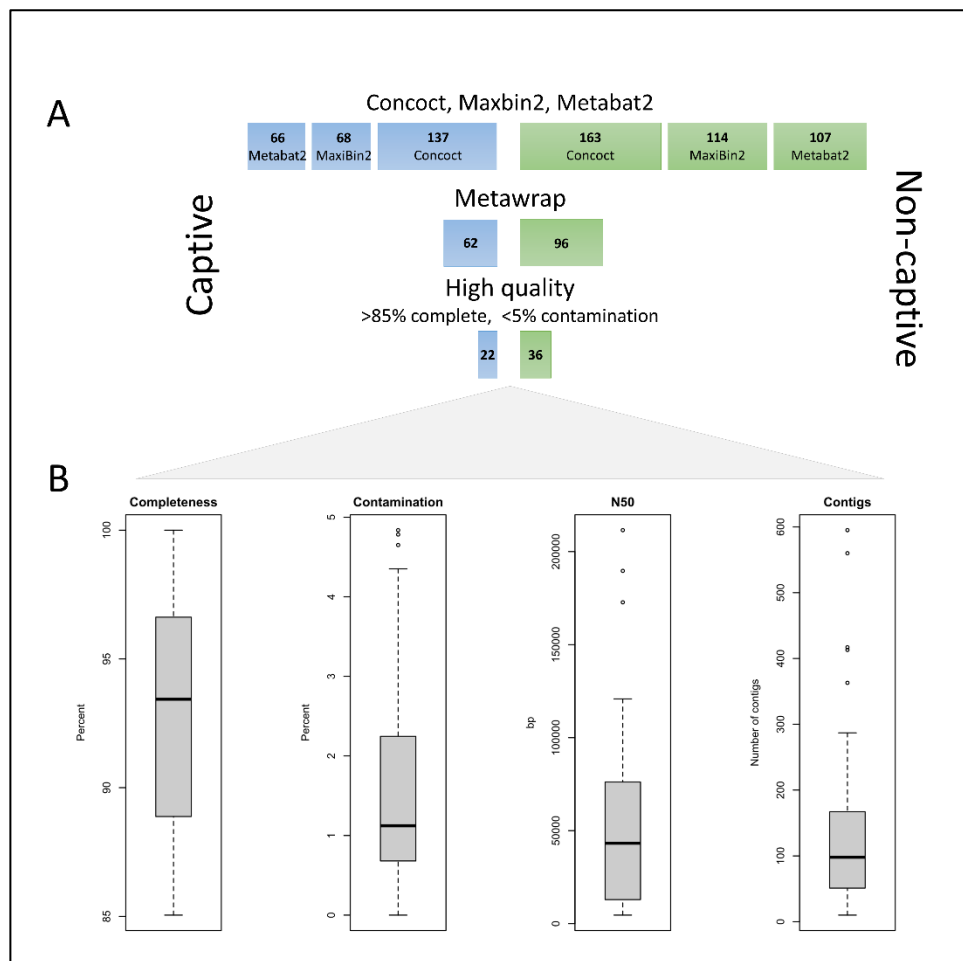 A
Concoct, Maxbin2, Metabat2
66 68 137 163 114 107
Metabat2 MaxiBin2 Concoct Concoct MaxiBin2 Metabat2
Captive
Non-captive
Metawrap
62 96
High quality
>85% complete, <5% contamination
22 36
B
Completeness
Percent
100
95
90
85
Contamination
Percent
5
4
3
2
1
0
N50
bp
200000
150000
100000
50000
0
Contigs
Number of contigs
600
500
400
300
200
100
0